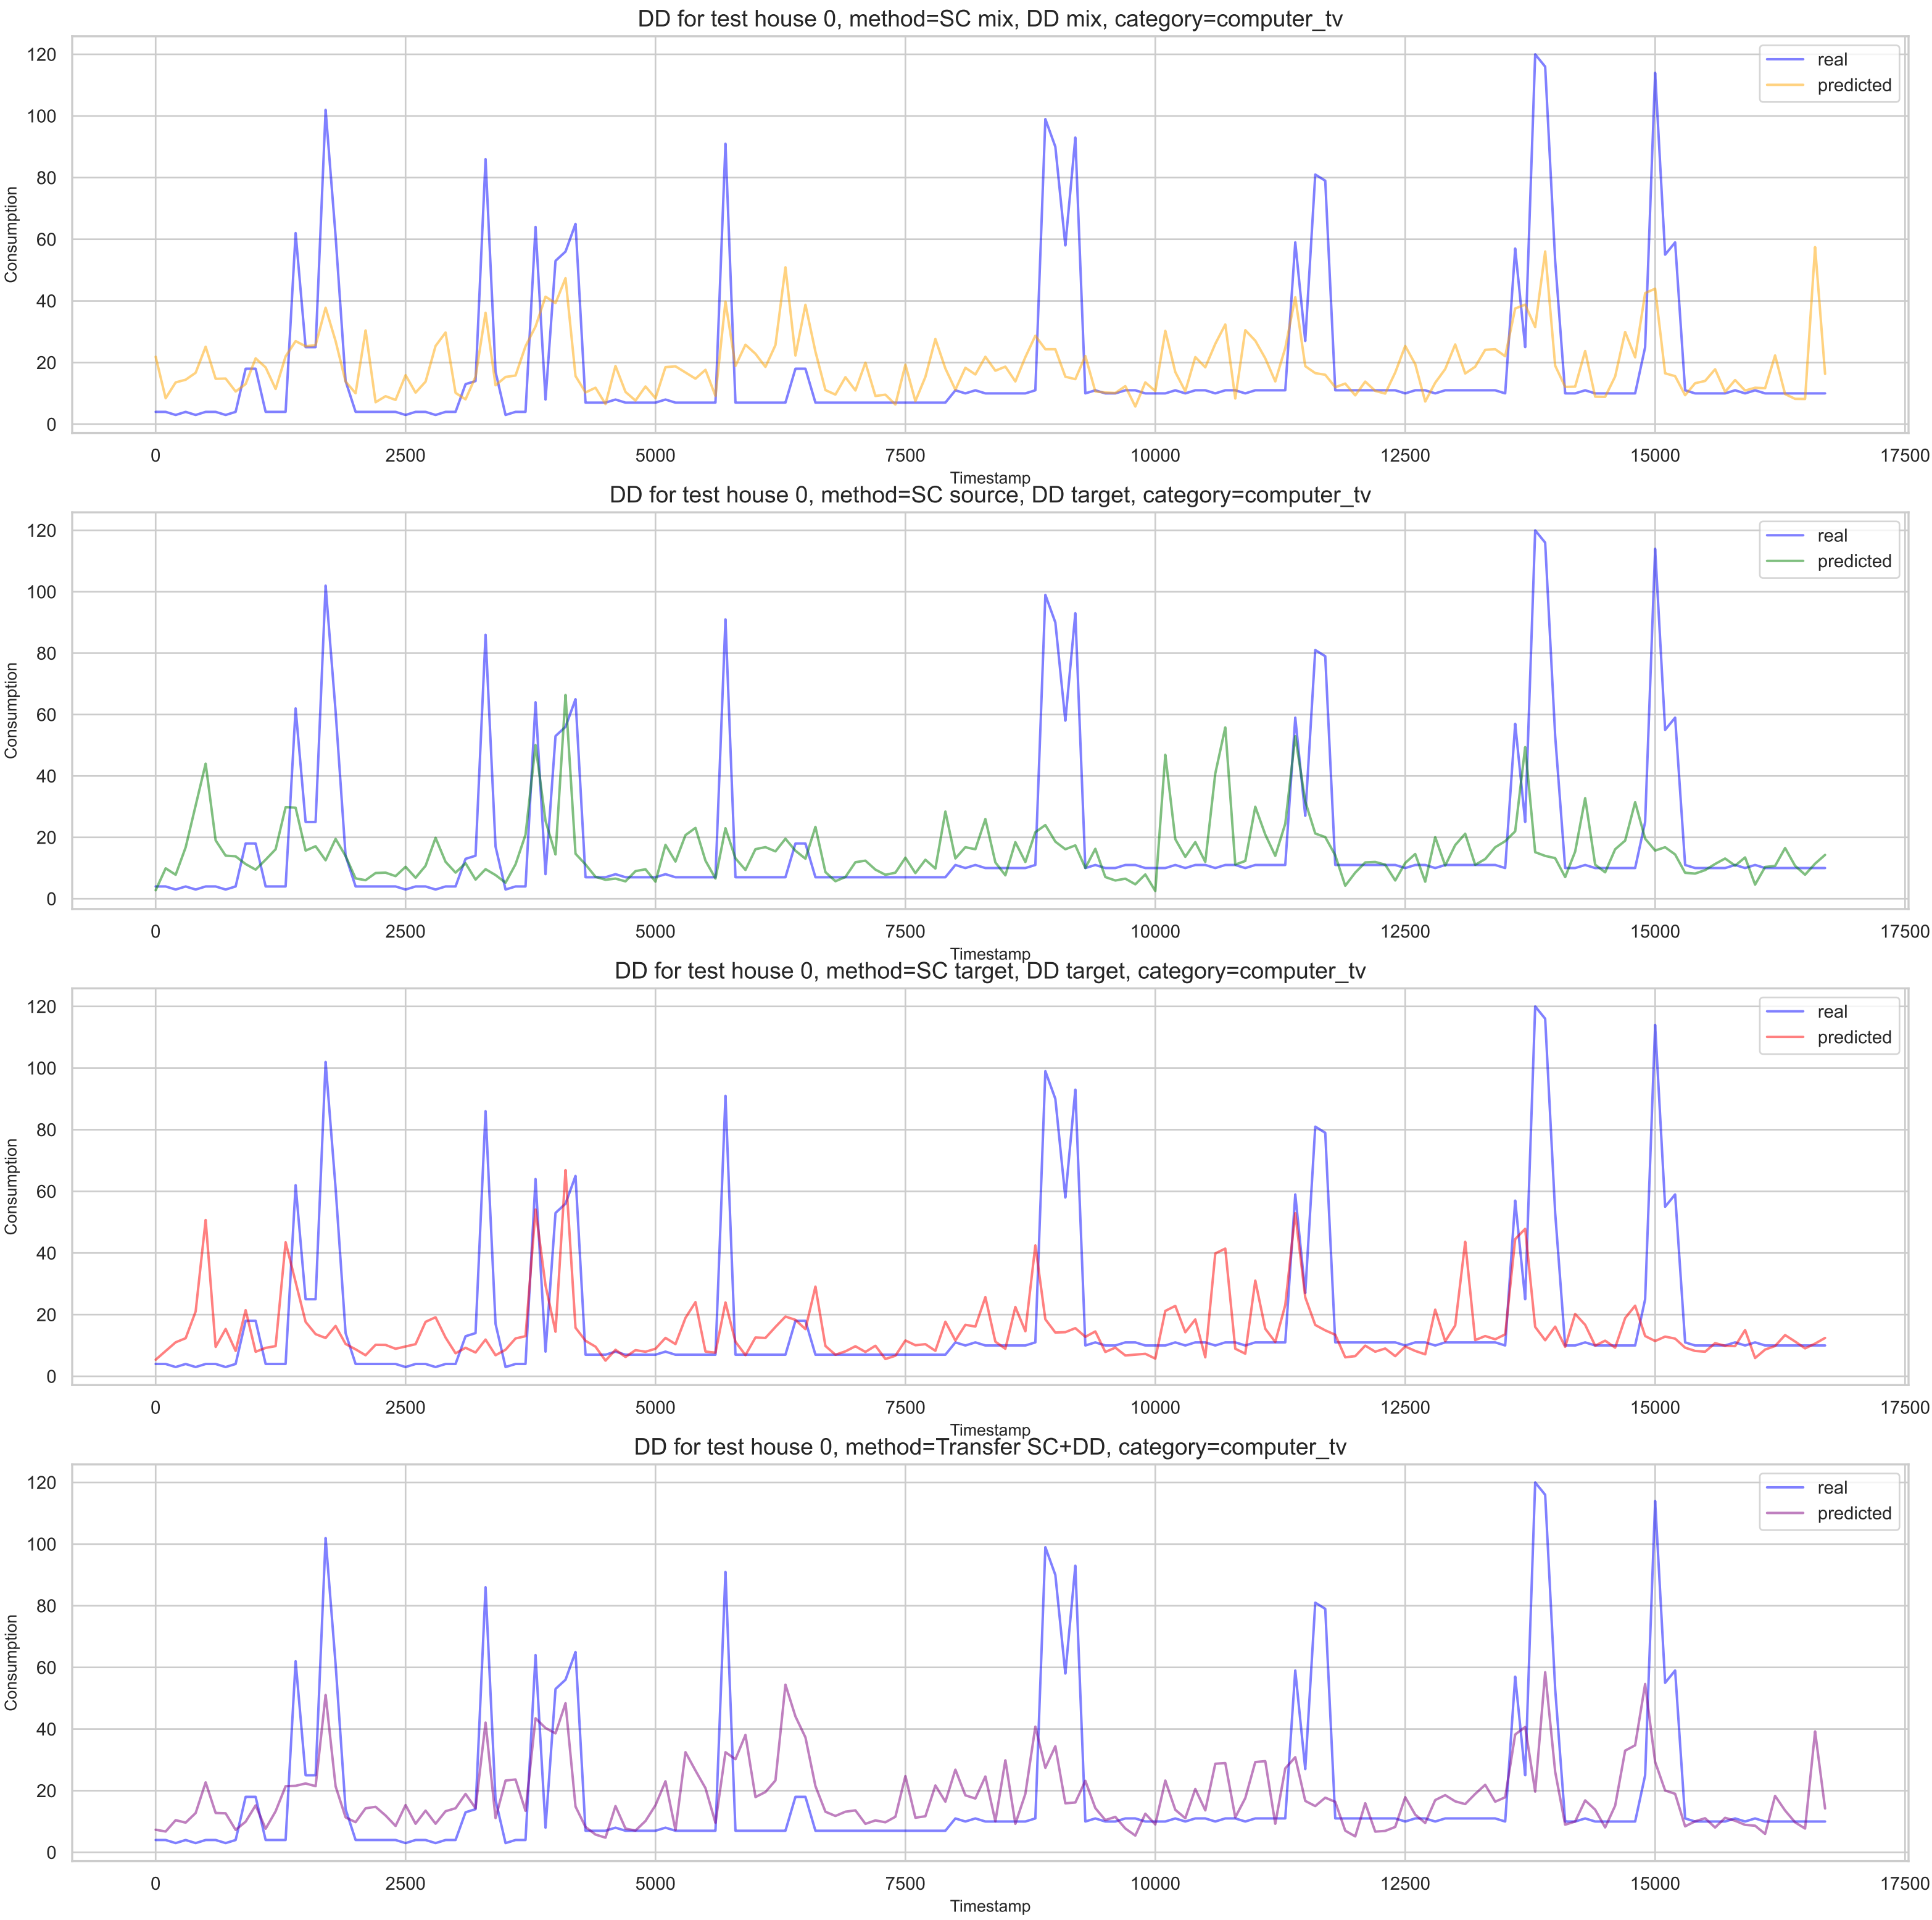 DD for test house 0, method=SC mix, DD mix, category=computer_tv
120
100
80
60
40
20
0
Consumption
real
predicted
0 2500 5000 7500 10000 12500 15000 17500
Timestamp
DD for test house 0, method=SC source, DD target, category=computer_tv
120
100
80
60
40
20
0
Consumption
real
predicted
0 2500 5000 7500 10000 12500 15000 17500
Timestamp
DD for test house 0, method=SC target, DD target, category=computer_tv
120
100
80
60
40
20
0
Consumption
real
predicted
0 2500 5000 7500 10000 12500 15000 17500
Timestamp
DD for test house 0, method=Transfer SC+DD, category=computer_tv
120
100
80
60
40
20
0
Consumption
real
predicted
0 2500 5000 7500 10000 12500 15000 17500
Timestamp